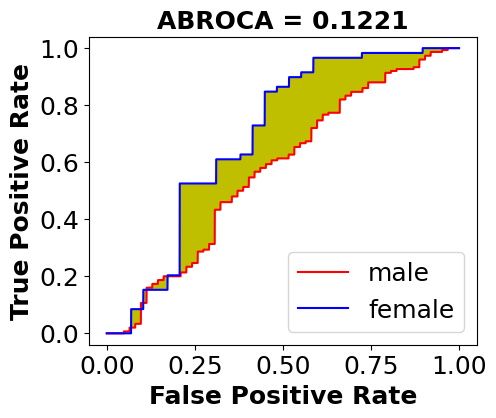 ABROCA = 0.1221
True Positive Rate
1.0
0.8
0.6
0.4
0.2
0.0
male
female
0.00 0.25 0.50 0.75 1.00
False Positive Rate